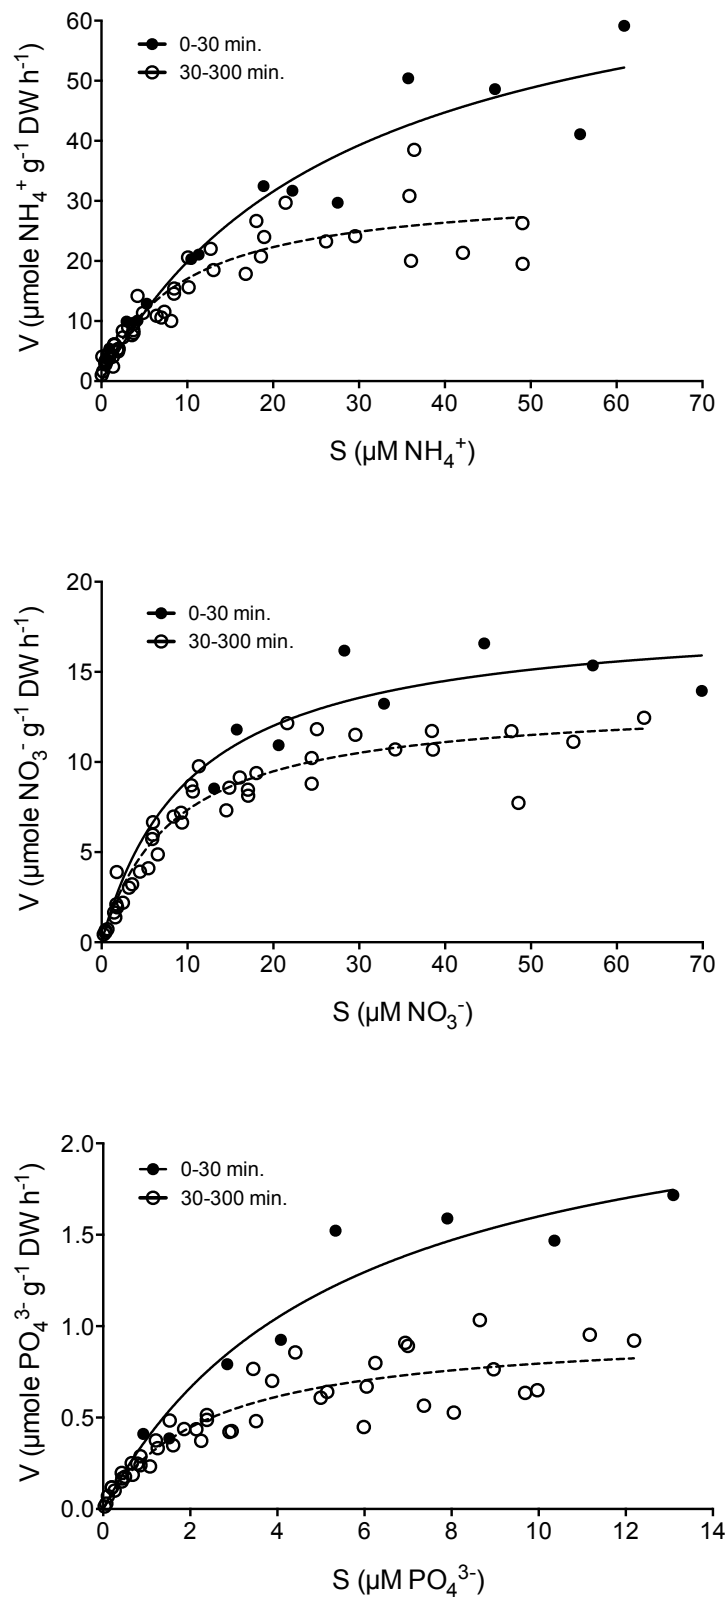 60
50
40
30
20
10
0
V (µmole NH₄⁺ g⁻¹ DW h⁻¹)
0-30 min.
30-300 min.
0 10 20 30 40 50 60 70
S (µM NH₄⁺)
20
15
10
5
0
V (µmole NO₃⁻ g⁻¹ DW h⁻¹)
0-30 min.
30-300 min.
0 10 20 30 40 50 60 70
S (µM NO₃⁻)
2.0
1.5
1.0
0.5
0.0
V (µmole PO₄³⁻ g⁻¹ DW h⁻¹)
0-30 min.
30-300 min.
0 2 4 6 8 10 12 14
S (µM PO₄³⁻)